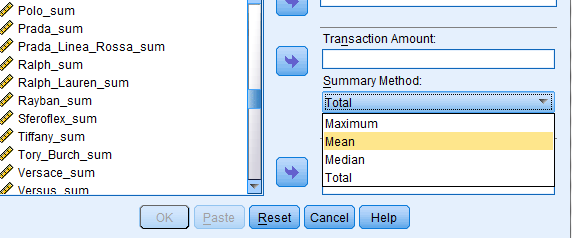 Polo_sum
Prada_sum
Prada_Linea_Rossa_sum
Ralph_sum
Ralph_Lauren_sum
Rayban_sum
Sferoflex_sum
Tiffany_sum
Tory_Burch_sum
Versace_sum
Versus_sum
Transaction Amount:
Summary Method:
Total
Maximum
Mean
Median
Total
OK
Paste
Reset
Cancel
Help